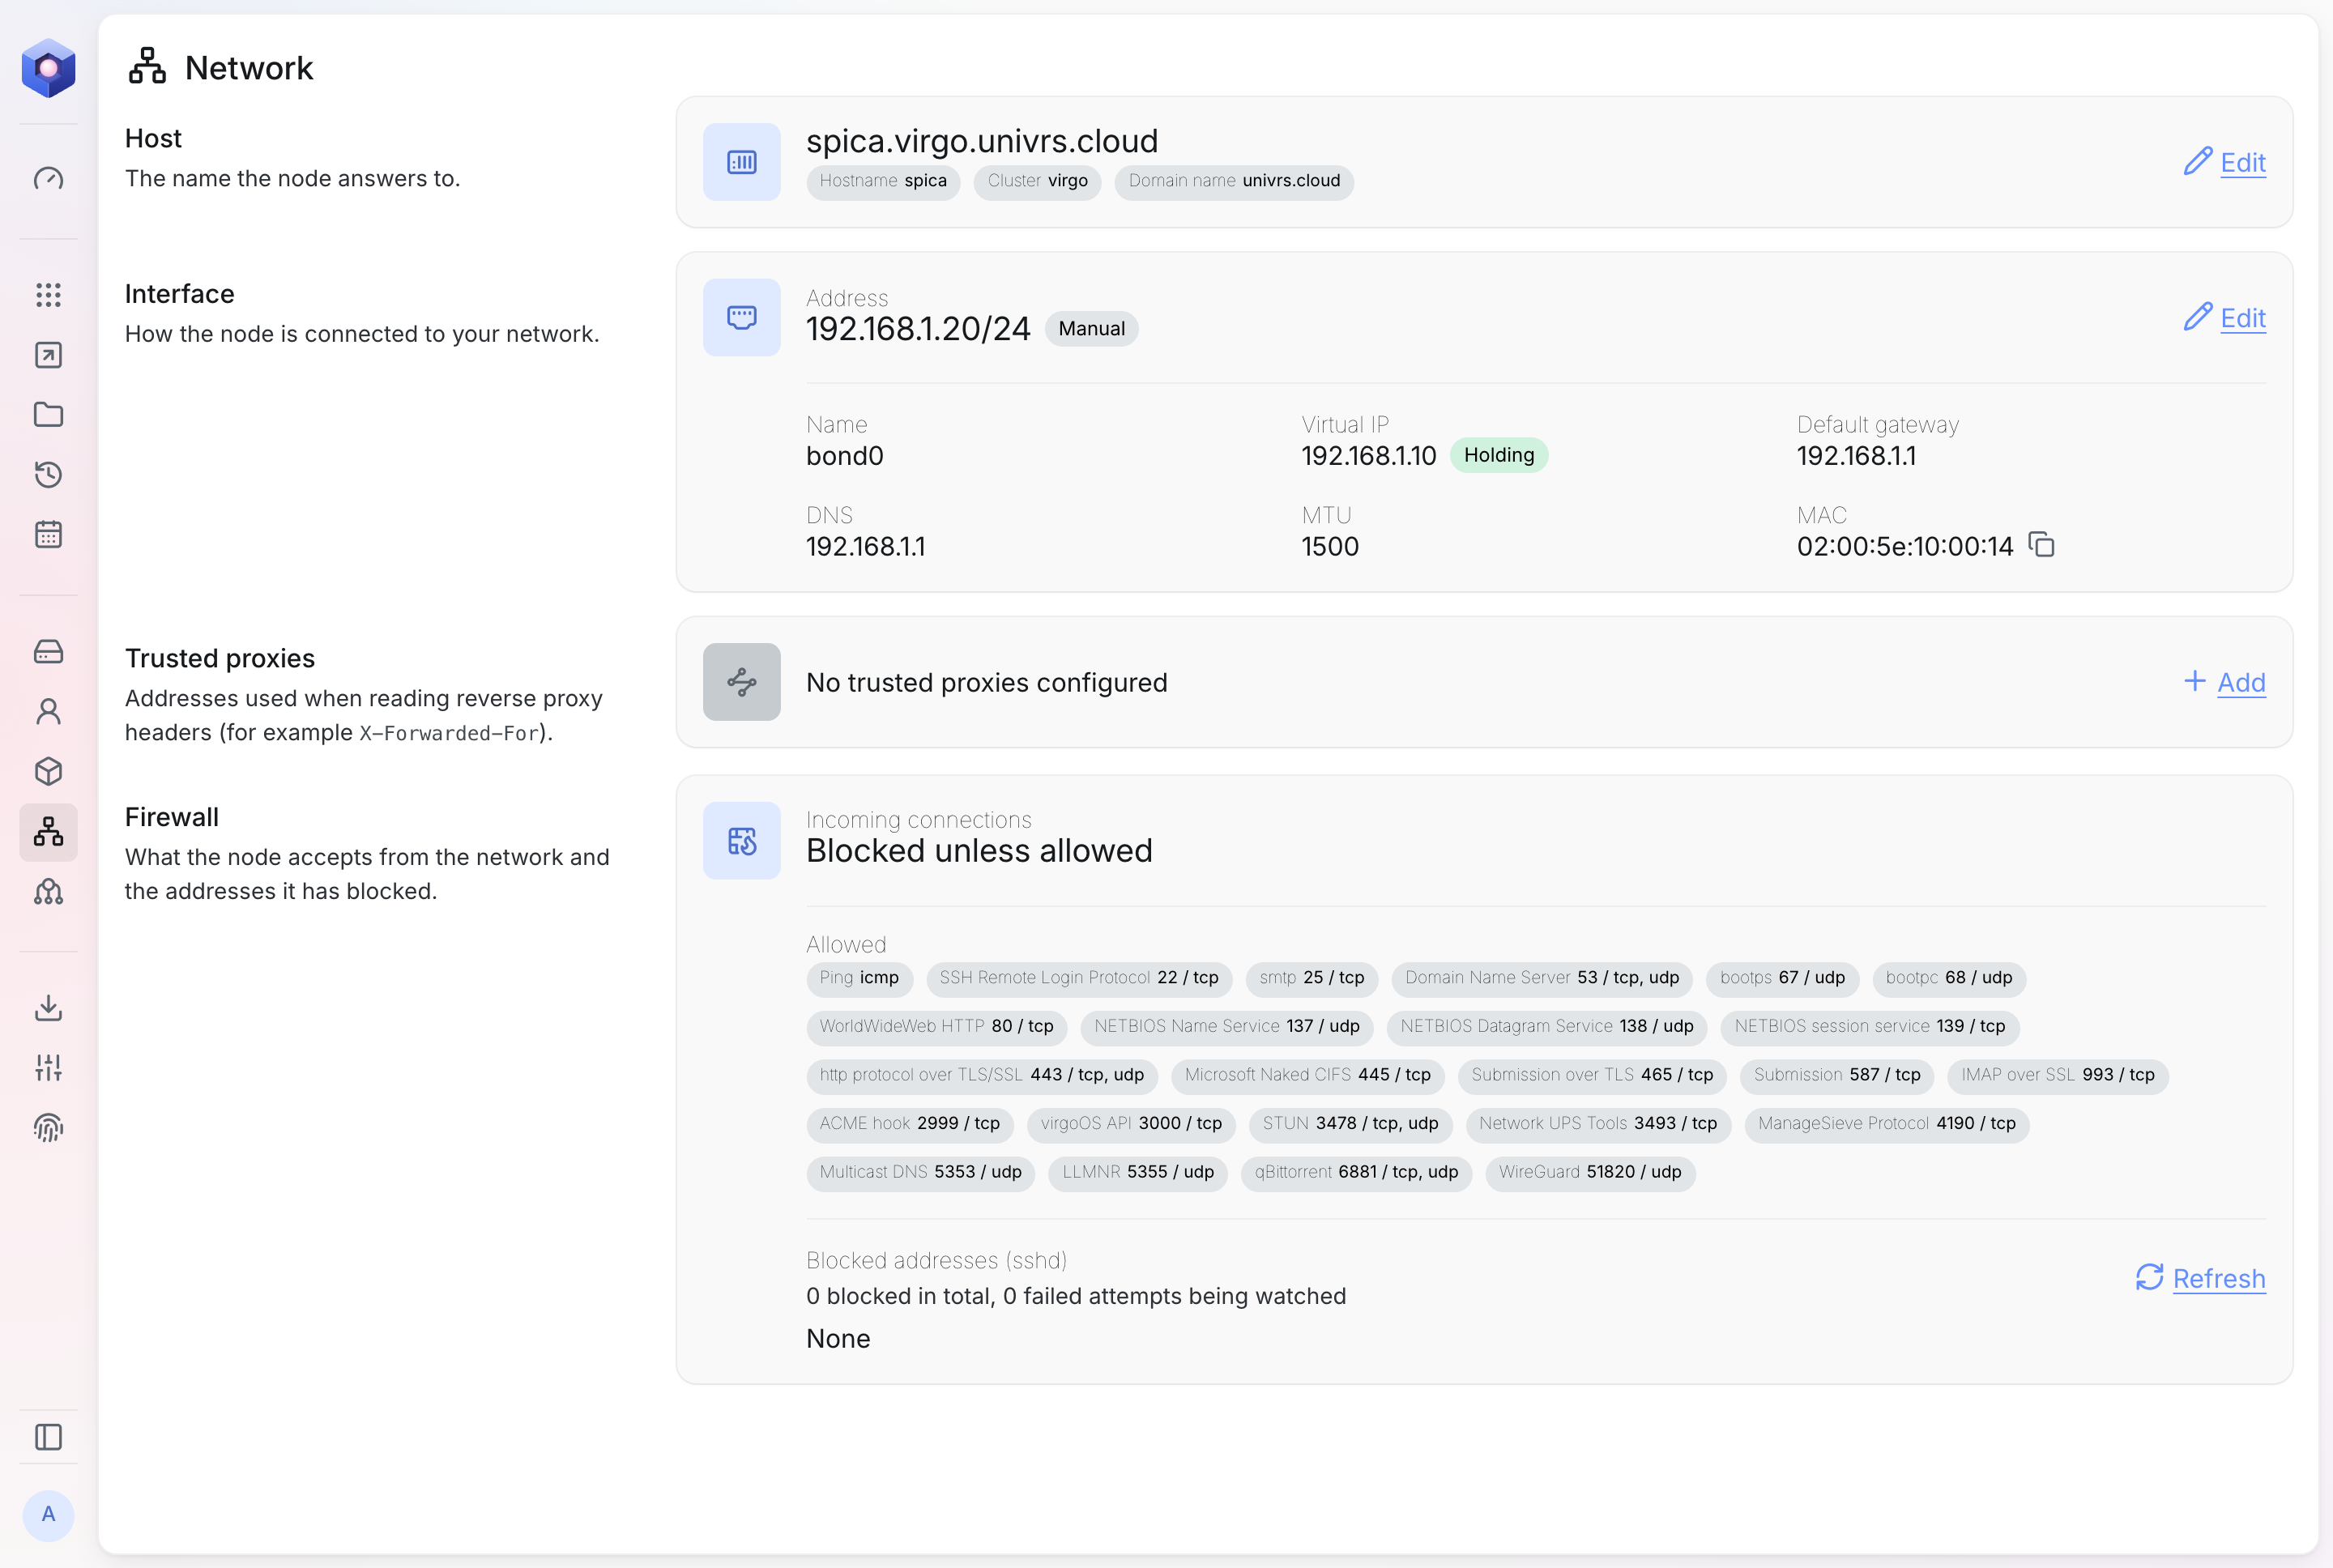 Network
Host
The name the node answers to.
spica.virgo.univrs.cloud
Hostname spica Cluster virgo Domain name univrs.cloud
Edit
Interface
How the node is connected to your network.
Address
192.168.1.20/24 Manual
Edit
Name
bond0
Virtual IP
192.168.1.10 Holding
Default gateway
192.168.1.1
DNS
192.168.1.1
MTU
1500
MAC
02:00:5e:10:00:14
Trusted proxies
Addresses used when reading reverse proxy
headers (for example X-Forwarded-For).
No trusted proxies configured
Add
Firewall
What the node accepts from the network and
the addresses it has blocked.
Incoming connections
Blocked unless allowed
Allowed
Ping icmp SSH Remote Login Protocol 22 / tcp smtp 25 / tcp Domain Name Server 53 / tcp, udp bootps 67 / udp bootpc 68 / udp
WorldWideWeb HTTP 80 / tcp NETBIOS Name Service 137 / udp NETBIOS Datagram Service 138 / udp NETBIOS session service 139 / tcp
http protocol over TLS/SSL 443 / tcp, udp Microsoft Naked CIFS 445 / tcp Submission over TLS 465 / tcp Submission 587 / tcp IMAP over SSL 993 / tcp
ACME hook 2999 / tcp virgoOS API 3000 / tcp STUN 3478 / tcp, udp Network UPS Tools 3493 / tcp ManageSieve Protocol 4190 / tcp
Multicast DNS 5353 / udp LLMNR 5355 / udp qBittorrent 6881 / tcp, udp WireGuard 51820 / udp
Blocked addresses (sshd)
0 blocked in total, 0 failed attempts being watched
None
Refresh
A